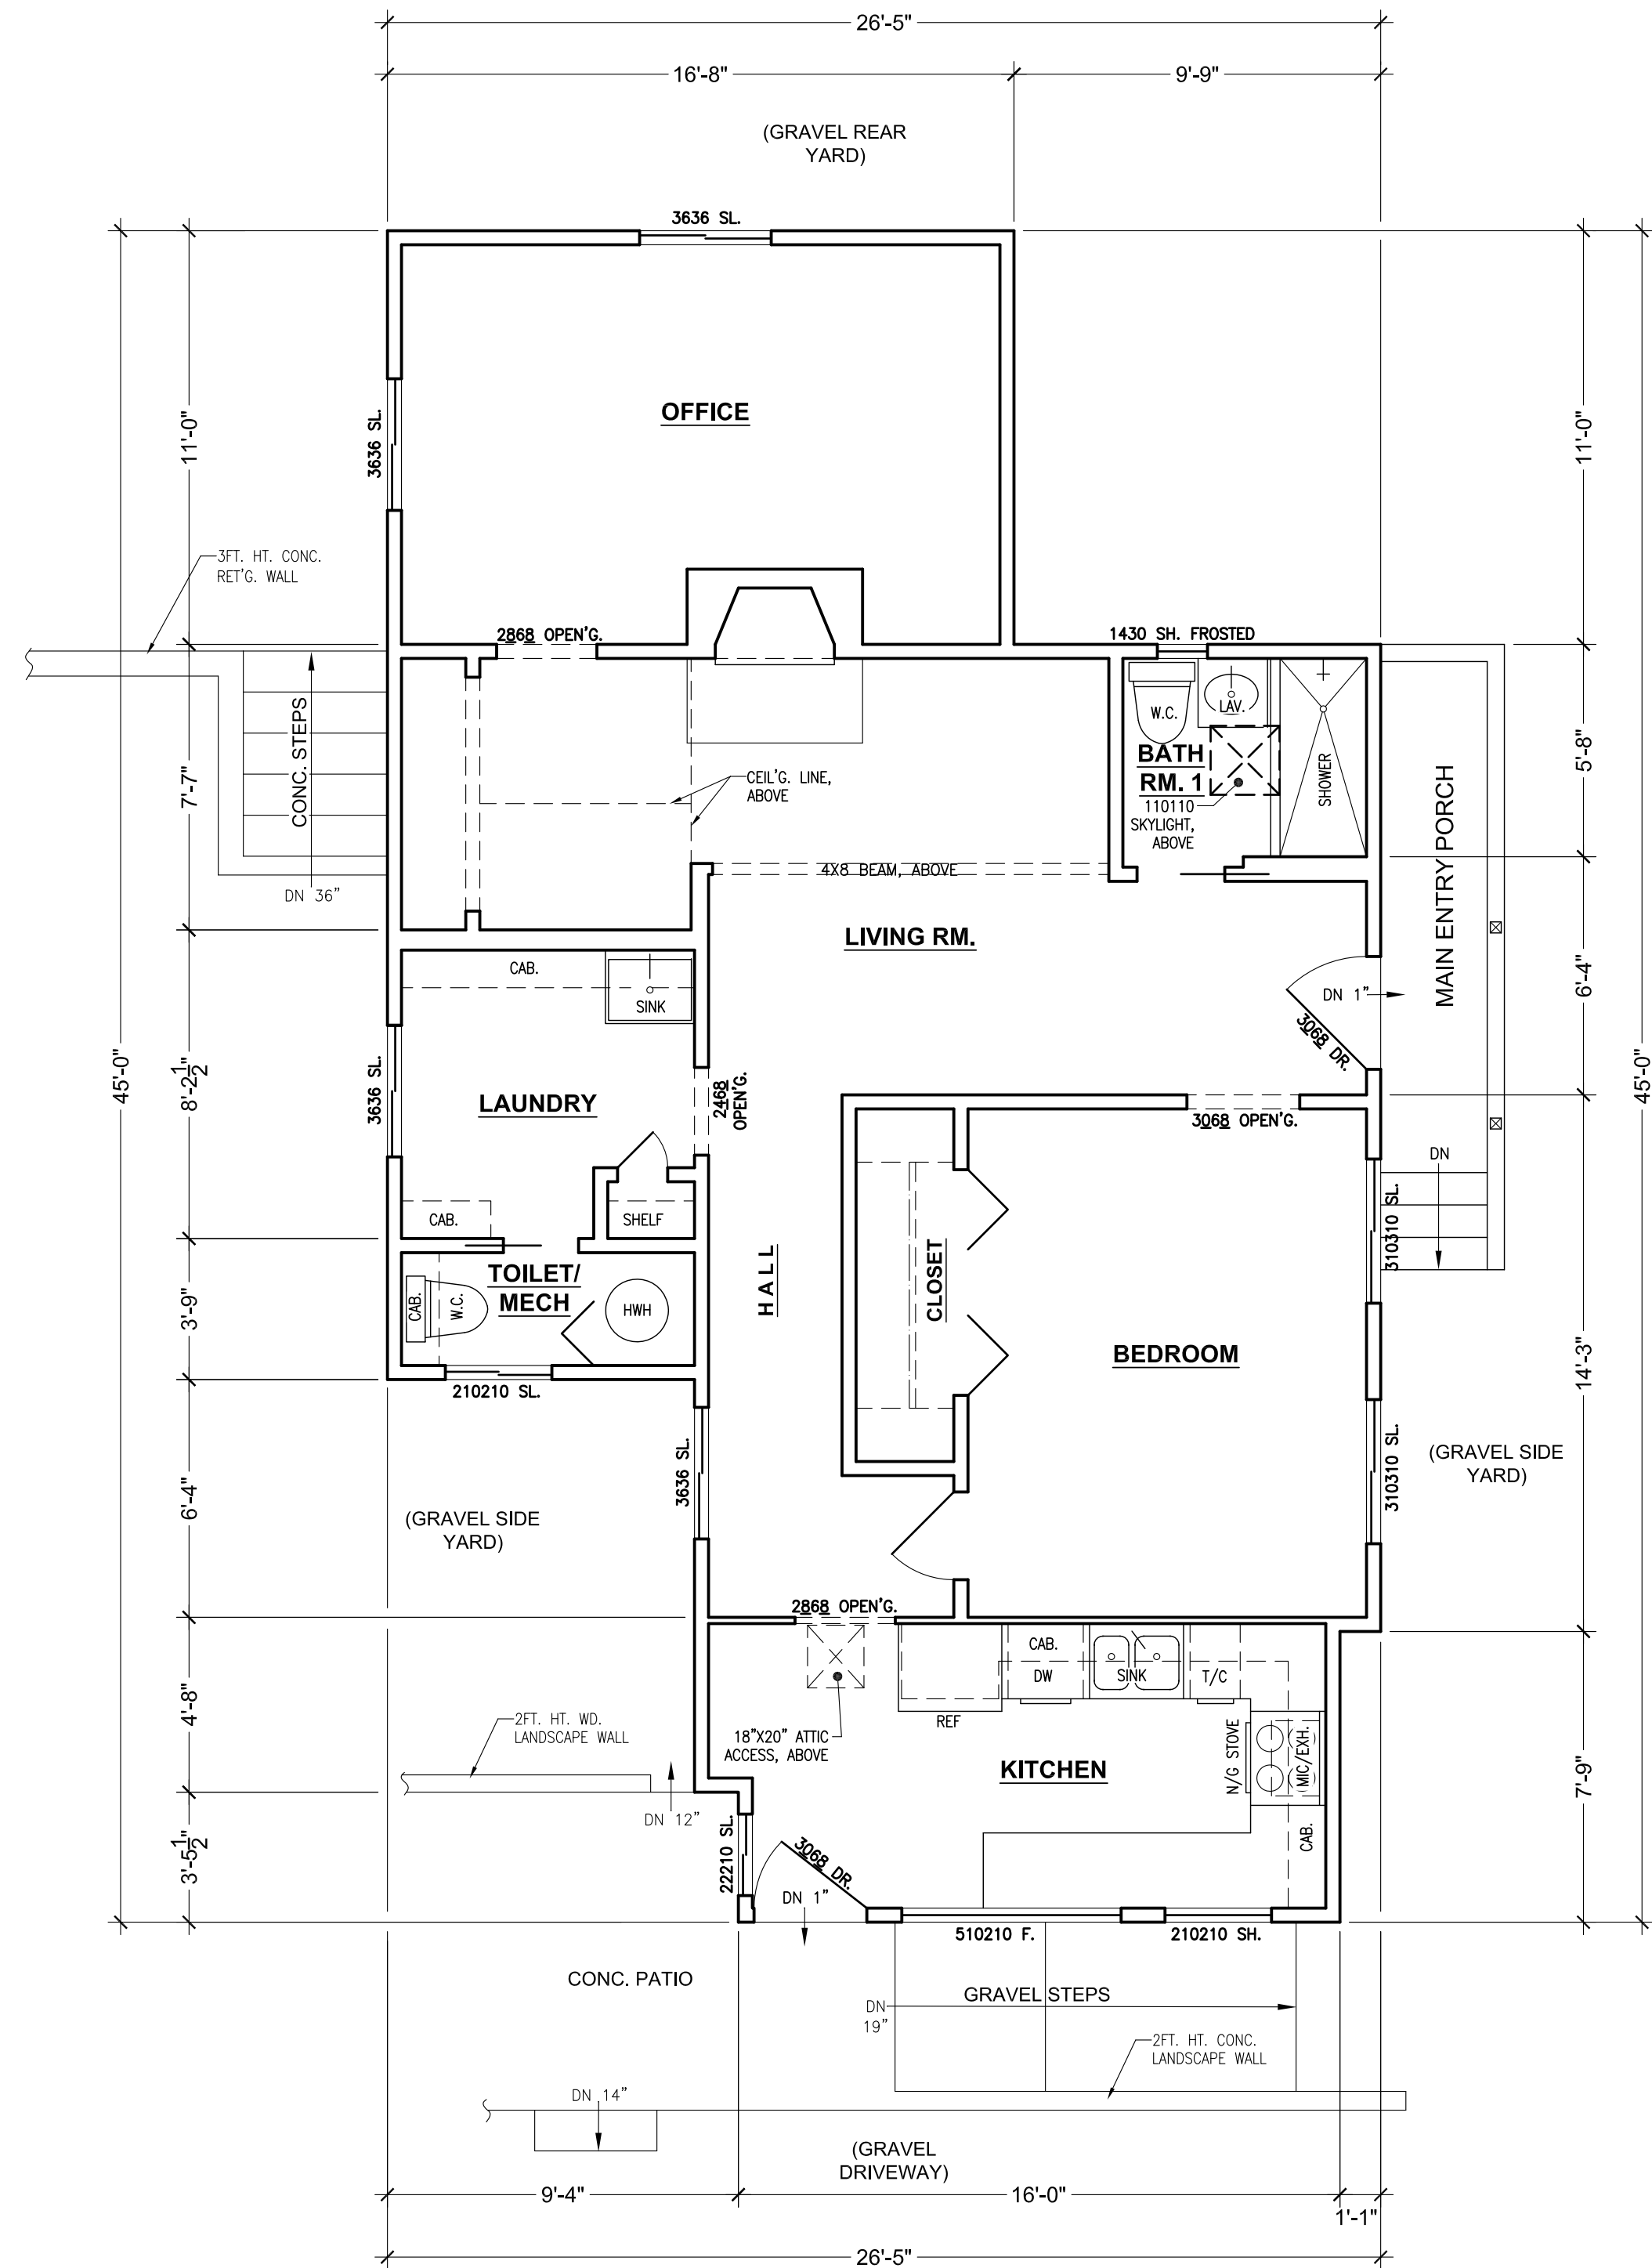 26'-5"
16'-8"
9'-9"
(GRAVEL REAR
YARD)
3636 SL.
OFFICE
3636 SL.
11'-0"
11'-0"
3FT. HT. CONC.
RET'G. WALL
2868 OPEN'G.
1430 SH. FROSTED
CONC. STEPS
DN 36"
7'-7"
CEIL'G. LINE,
ABOVE
W.C.
LAV.
BATH
RM. 1
110110
SKYLIGHT,
ABOVE
SHOWER
5'-8"
MAIN ENTRY PORCH
4X8 BEAM, ABOVE
LIVING RM.
CAB.
SINK
DN 1"
3068 DR.
6'-4"
45'-0"
8'-2 1/2"
3636 SL.
LAUNDRY
2468
OPEN'G.
3068 OPEN'G.
45'-0"
DN
CAB.
SHELF
310310 SL.
HALL
CLOSET
TOILET/
MECH
CAB.
W.C.
HWH
3'-9"
BEDROOM
14'-3"
210210 SL.
3636 SL.
310310 SL.
(GRAVEL SIDE
YARD)
(GRAVEL SIDE
YARD)
6'-4"
2868 OPEN'G.
CAB.
DW
SINK
T/C
REF
4'-8"
2FT. HT. WD.
LANDSCAPE WALL
18"X20" ATTIC
ACCESS, ABOVE
KITCHEN
N/G STOVE
MIC/EXH.
7'-9"
DN 12"
3'-5 1/2"
22210 SL.
3068 DR.
CAB.
DN 1"
510210 F.
210210 SH.
CONC. PATIO
GRAVEL STEPS
DN
19"
2FT. HT. CONC.
LANDSCAPE WALL
DN 14"
(GRAVEL
DRIVEWAY)
9'-4"
16'-0"
1'-1"
26'-5"